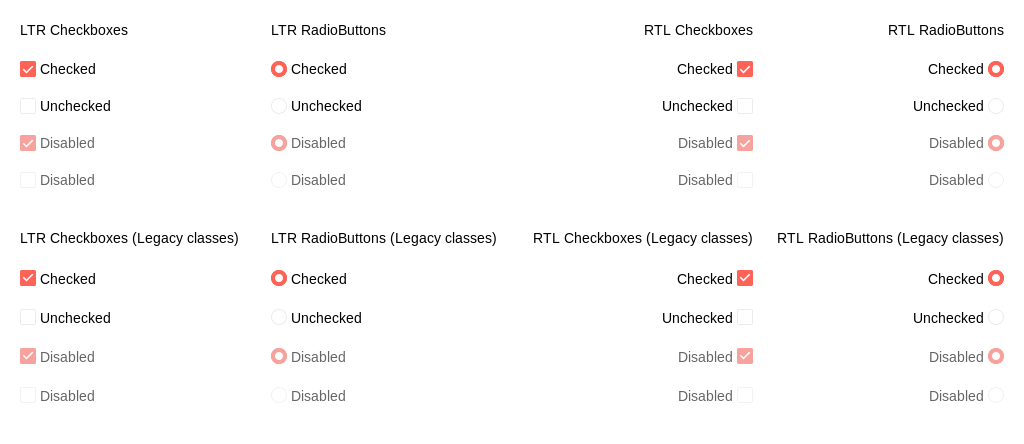 LTR Checkboxes LTR RadioButtons RTL Checkboxes RTL RadioButtons
Checked Checked Checked Checked
Unchecked Unchecked Unchecked Unchecked
Disabled Disabled Disabled Disabled
Disabled Disabled Disabled Disabled
LTR Checkboxes (Legacy classes) LTR RadioButtons (Legacy classes) RTL Checkboxes (Legacy classes) RTL RadioButtons (Legacy classes)
Checked Checked Checked Checked
Unchecked Unchecked Unchecked Unchecked
Disabled Disabled Disabled Disabled
Disabled Disabled Disabled Disabled